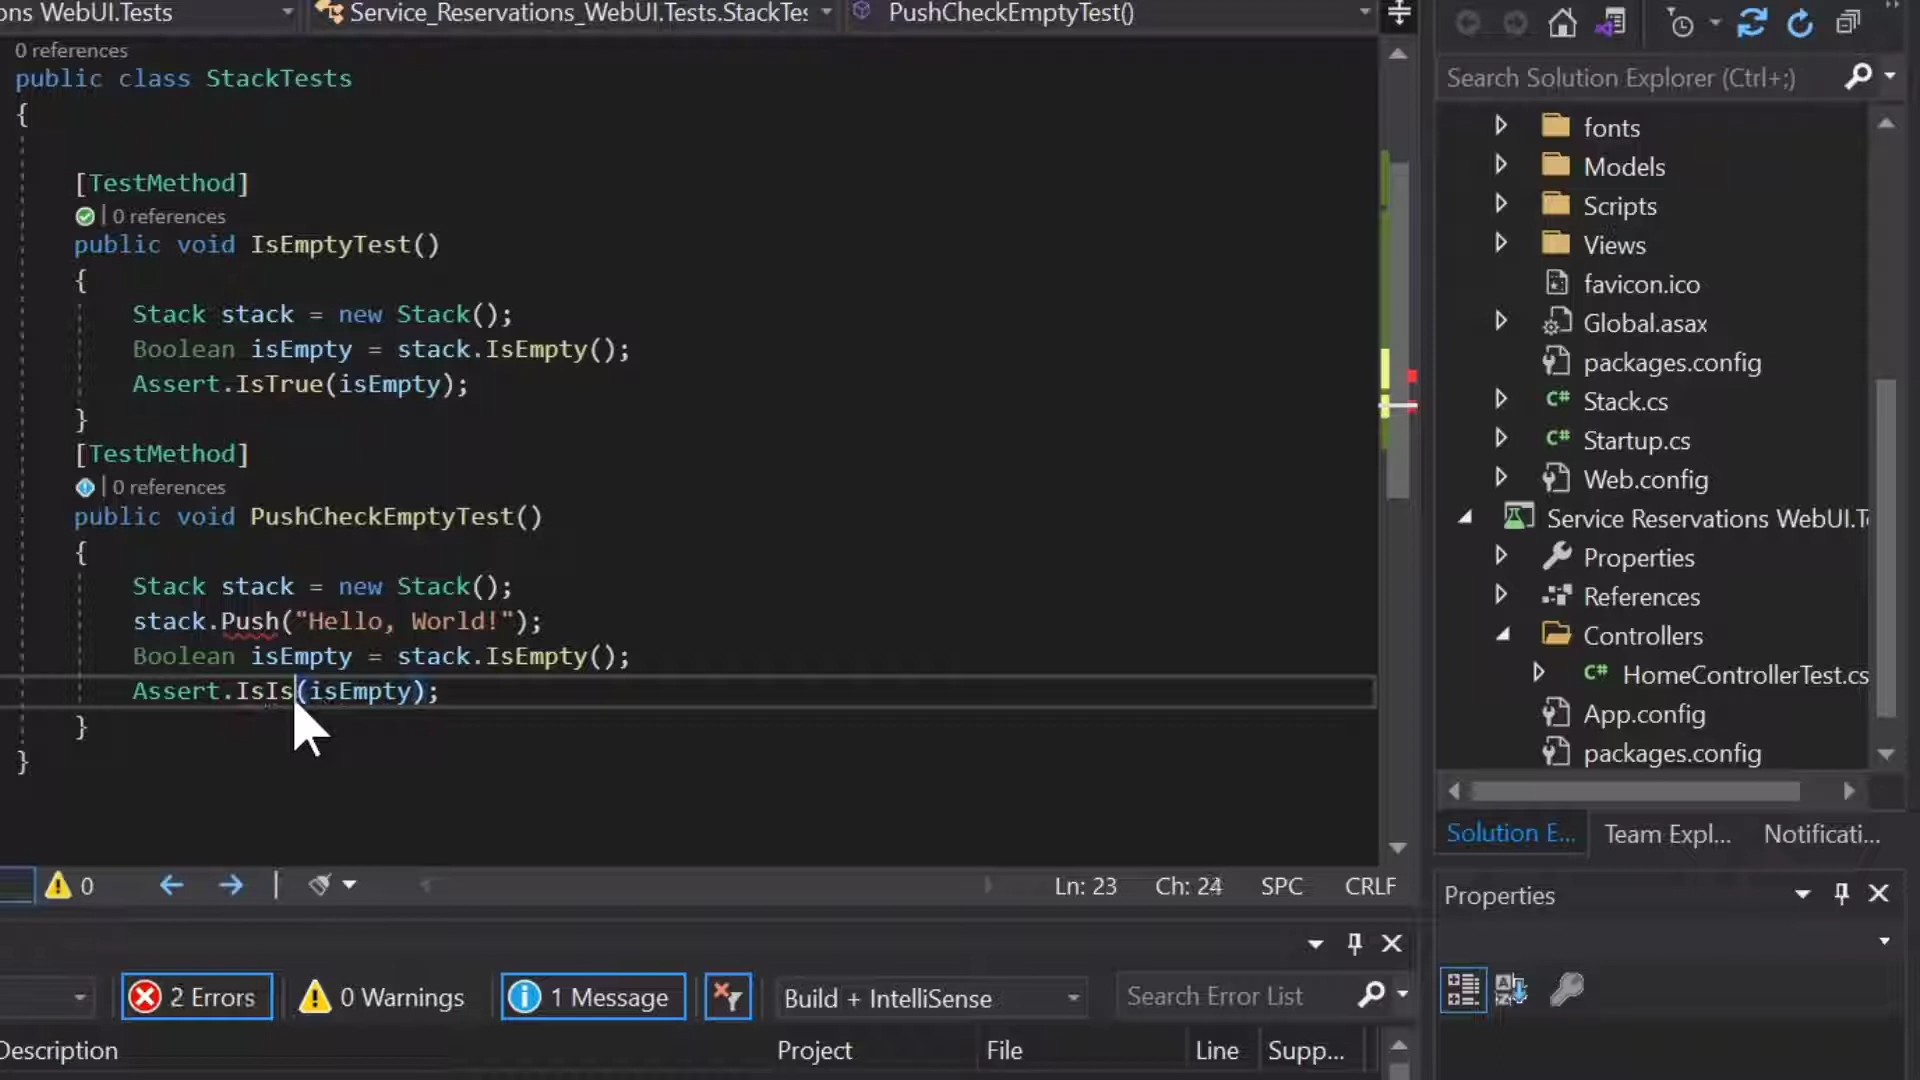 ons WebUI.Tests
Service_Reservations_WebUI.Tests.StackTes
PushCheckEmptyTest()
0 references
public class StackTests
{
[TestMethod]
0 references
public void IsEmptyTest()
{
Stack stack = new Stack();
Boolean isEmpty = stack.IsEmpty();
Assert.IsTrue(isEmpty);
}
[TestMethod]
0 references
public void PushCheckEmptyTest()
{
Stack stack = new Stack();
stack.Push("Hello, World!");
Boolean isEmpty = stack.IsEmpty();
Assert.IsIs(isEmpty);
}
}
0
Ln: 23 Ch: 24 SPC CRLF
2 Errors
0 Warnings
1 Message
Build + IntelliSense
Search Error List
Description Project File Line Supp...
Search Solution Explorer (Ctrl+;)
fonts
Models
Scripts
Views
favicon.ico
Global.asax
packages.config
C# Stack.cs
C# Startup.cs
Web.config
Service Reservations WebUI.T
Properties
References
Controllers
C# HomeControllerTest.cs
App.config
packages.config
Solution E... Team Expl... Notificati...
Properties